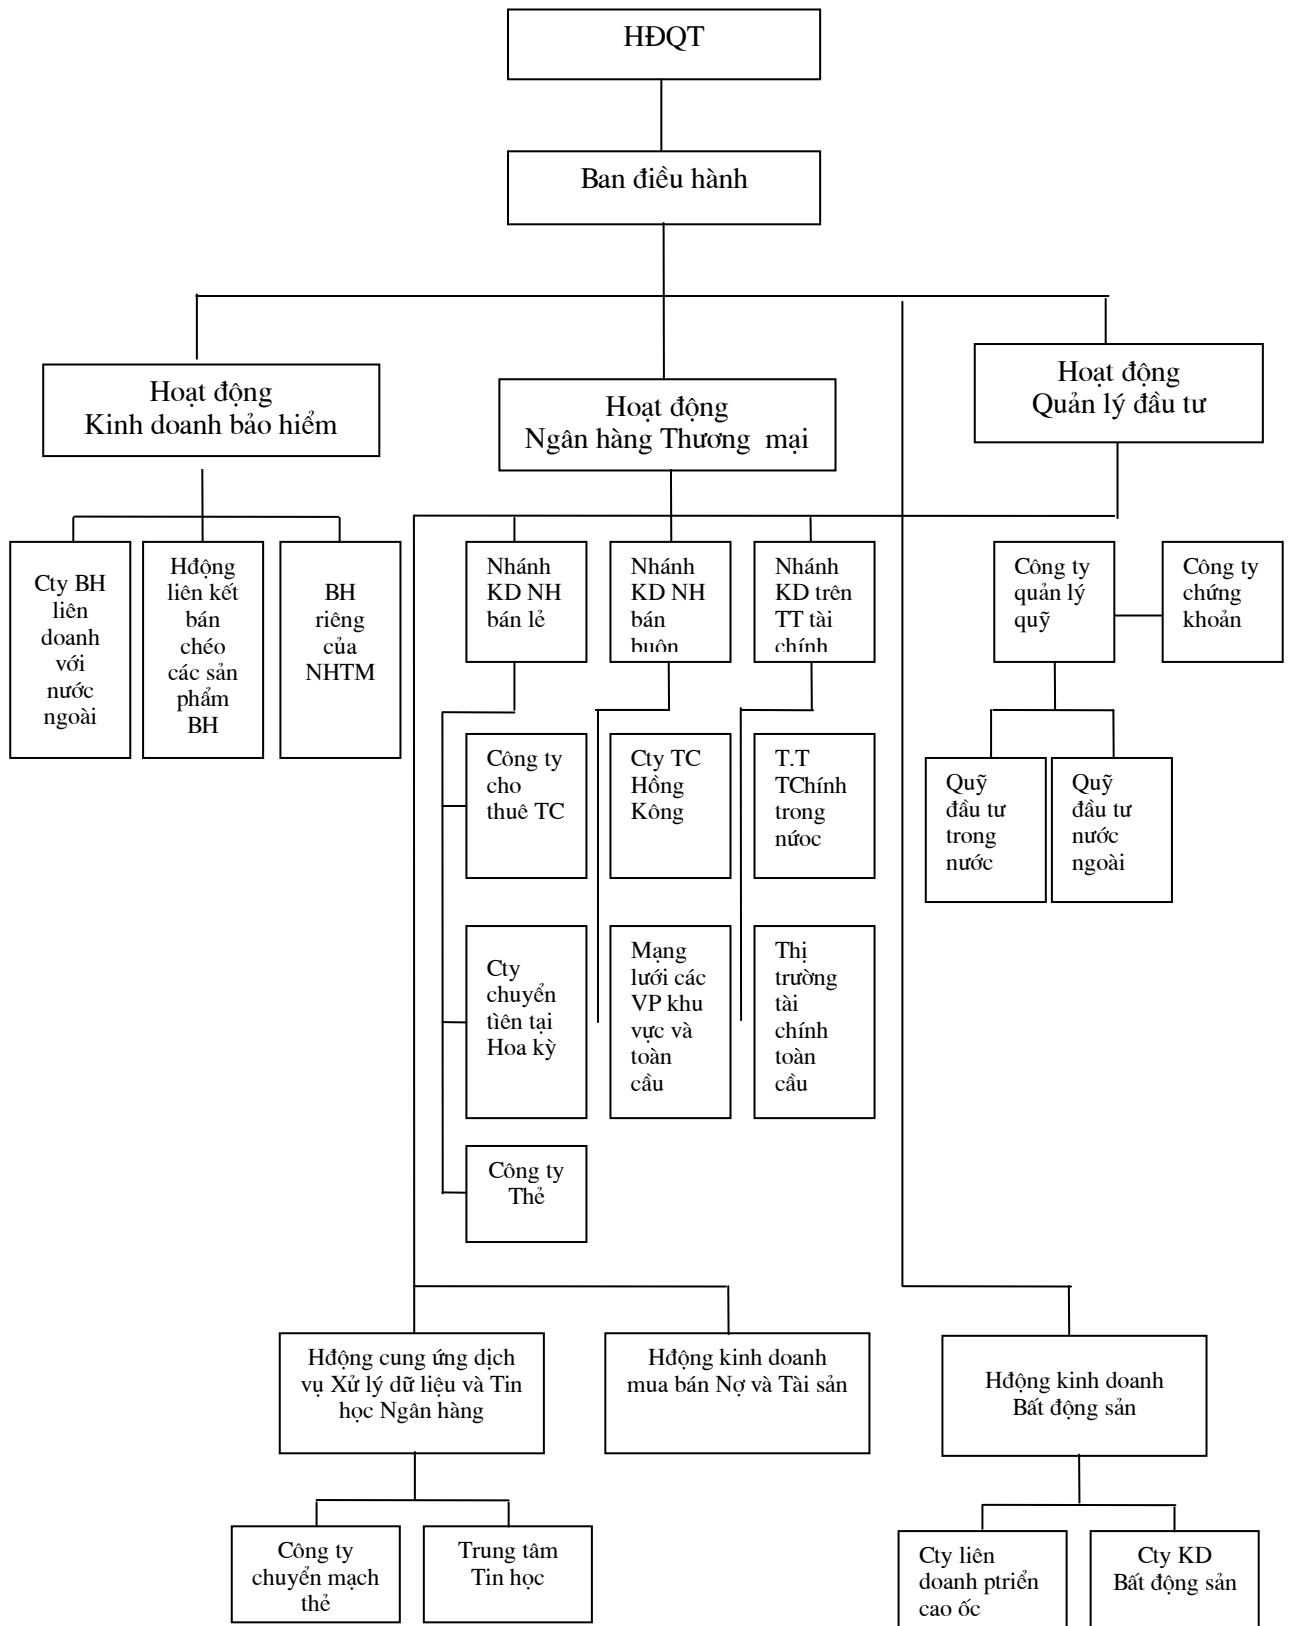 HĐQT
Ban điều hành
Hoạt động
Kinh doanh bảo hiểm
Hoạt động
Ngân hàng Thương mại
Hoạt động
Quản lý đầu tư
Cty BH
liên
doanh
với
nước
ngoài
Hđộng
liên kết
bán
chéo
các sản
phẩm
BH
BH
riêng
của
NHTM
Nhánh
KD NH
bán lẻ
Nhánh
KD NH
bán
buôn
Nhánh
KD trên
TT tài
chính
Công ty
quản lý
quỹ
Công ty
chứng
khoản
Công ty
cho
thuê TC
Cty TC
Hồng
Kông
T.T
TChính
trong
nứoc
Quỹ
đầu tư
trong
nước
Quỹ
đầu tư
nước
ngoài
Cty
chuyển
tìên tại
Hoa kỳ
Mạng
lưới các
VP khu
vực và
toàn
cầu
Thị
trường
tài
chính
toàn
cầu
Công ty
Thẻ
Hđộng cung ứng dịch
vụ Xử lý dữ liệu và Tin
học Ngân hàng
Hđộng kinh doanh
mua bán Nợ và Tài sản
Hđộng kinh doanh
Bất động sản
Công ty
chuyển mạch
thẻ
Trung tâm
Tin học
Cty liên
doanh ptriển
cao ốc
Cty KD
Bất động sản